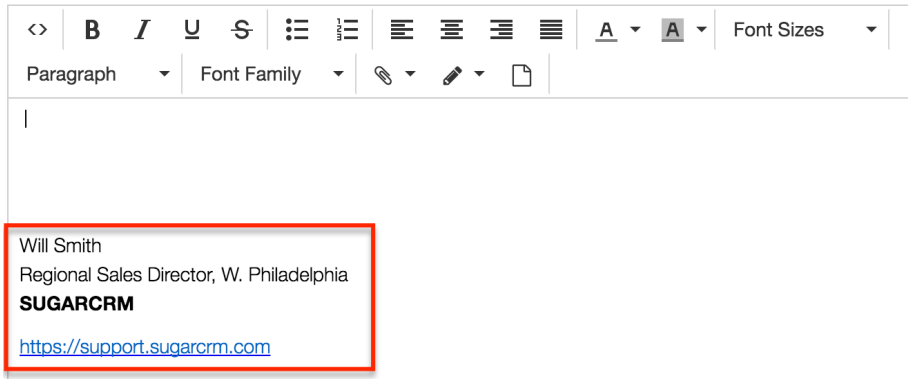 <> B I U S A A Font Sizes
Paragraph Font Family
Will Smith
Regional Sales Director, W. Philadelphia
SUGARCRM
https://support.sugarcrm.com